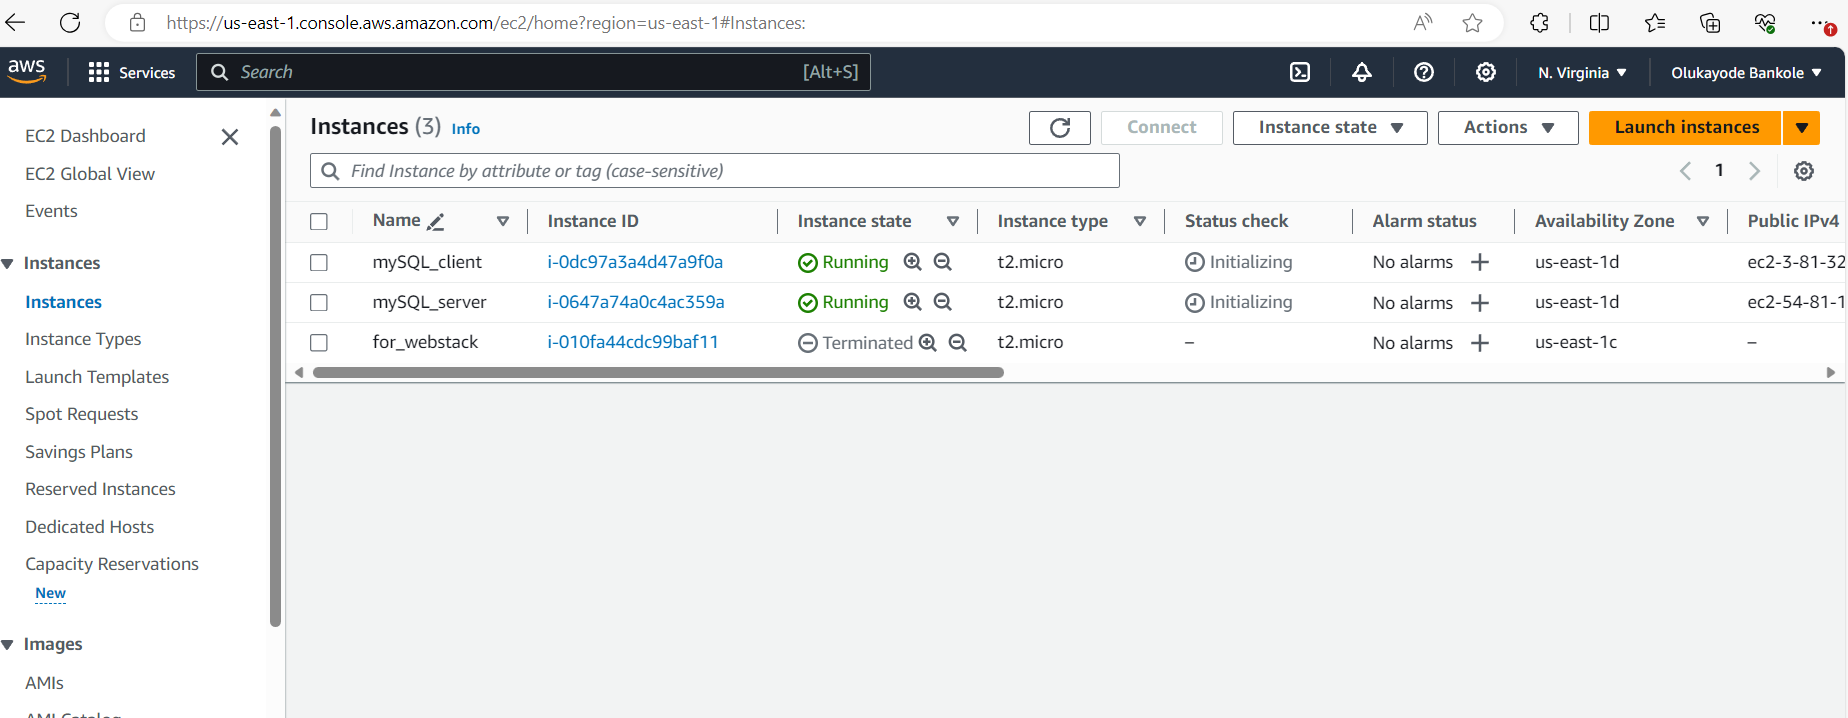 https://us-east-1.console.aws.amazon.com/ec2/home?region=us-east-1#Instances:
aws Services Search [Alt+S] N. Virginia Olukayode Bankole
EC2 Dashboard
EC2 Global View
Events
Instances
Instances
Instance Types
Launch Templates
Spot Requests
Savings Plans
Reserved Instances
Dedicated Hosts
Capacity Reservations
New
Images
AMIs
AMI Catalog
Instances (3) Info Connect Instance state Actions Launch instances
Find Instance by attribute or tag (case-sensitive) 1
Name Instance ID Instance state Instance type Status check Alarm status Availability Zone Public IPv4
mySQL_client i-0dc97a3a4d47a9f0a Running t2.micro Initializing No alarms + us-east-1d ec2-3-81-32
mySQL_server i-0647a74a0c4ac359a Running t2.micro Initializing No alarms + us-east-1d ec2-54-81-1
for_webstack i-010fa44cdc99baf11 Terminated t2.micro – No alarms + us-east-1c –